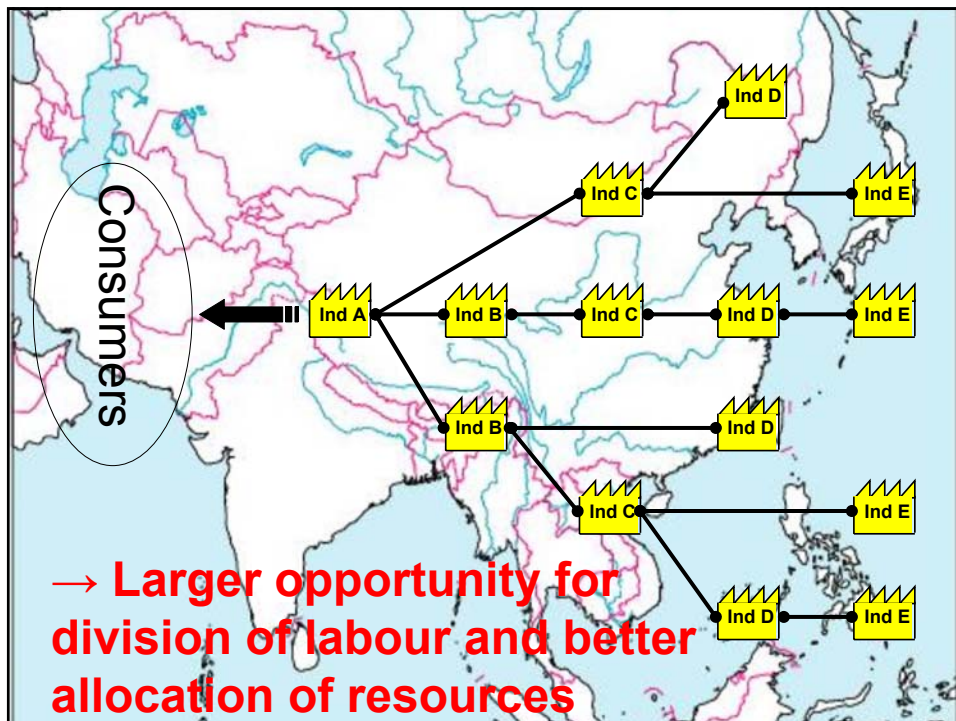 Ind D
Ind C
Ind E
Consumers
Ind A
Ind B
Ind C
Ind D
Ind E
Ind B
Ind D
Ind C
Ind E
→ Larger opportunity for
division of labour and better
allocation of resources
Ind D
Ind E